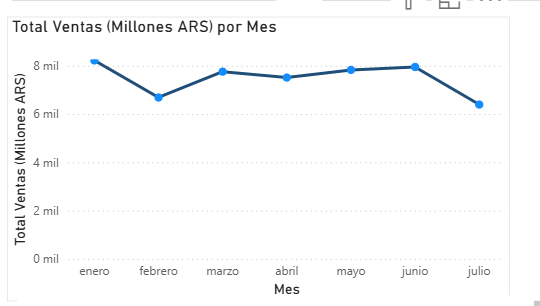 Total Ventas (Millones ARS) por Mes
Total Ventas (Millones ARS)
8 mil
6 mil
4 mil
2 mil
0 mil
enero febrero marzo abril mayo junio julio
Mes